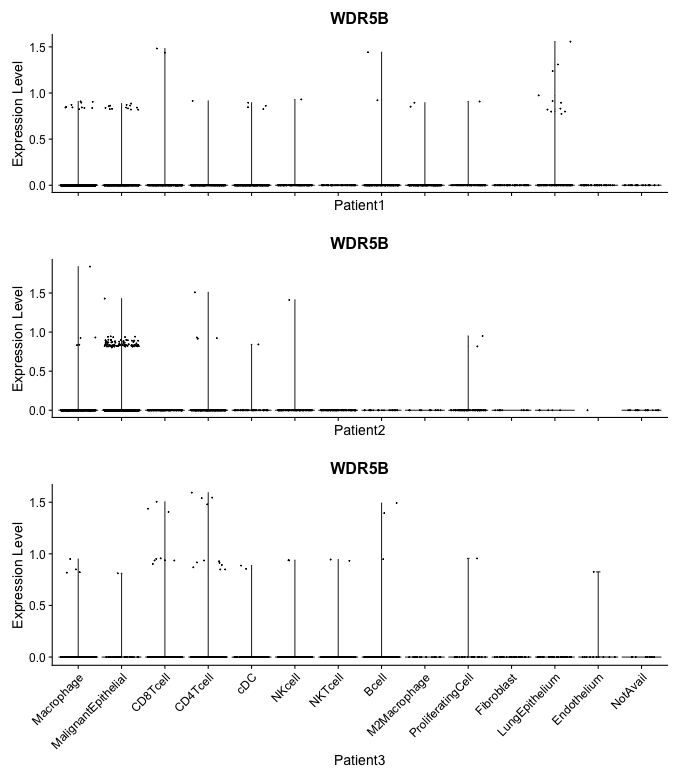 WDR5B
Expression Level
1.5
1.0
0.5
0.0
Patient1
WDR5B
Expression Level
1.5
1.0
0.5
0.0
Patient2
WDR5B
Expression Level
1.5
1.0
0.5
0.0
Macrophage
MalignantEpithelial
CD8Tcell
CD4Tcell
cDC
NKcell
NKTcell
Bcell
M2Macrophage
ProliferatingCell
Fibroblast
LungEpithelium
Endothelium
NotAvail
Patient3